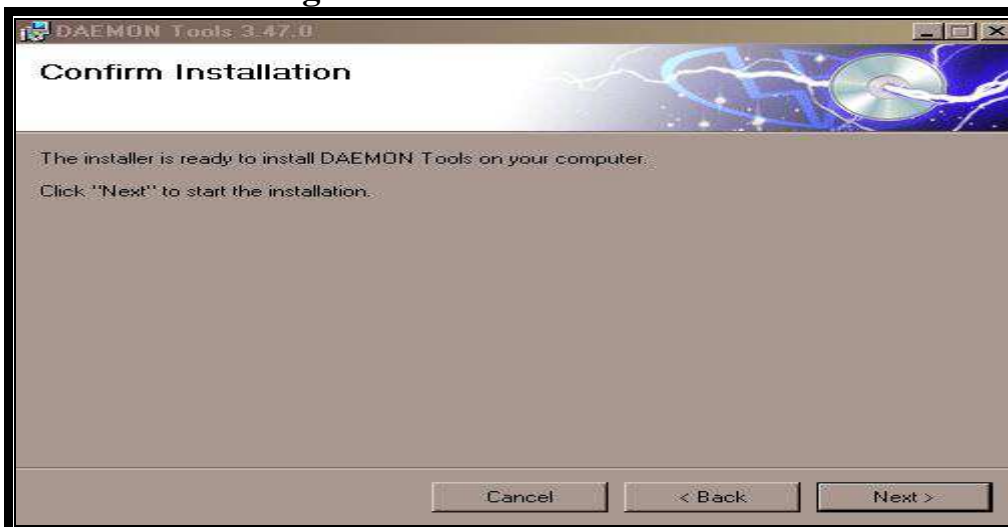 DAEMON Tools 3.47.0
Confirm Installation
The installer is ready to install DAEMON Tools on your computer.
Click "Next" to start the installation.
Cancel
< Back
Next >